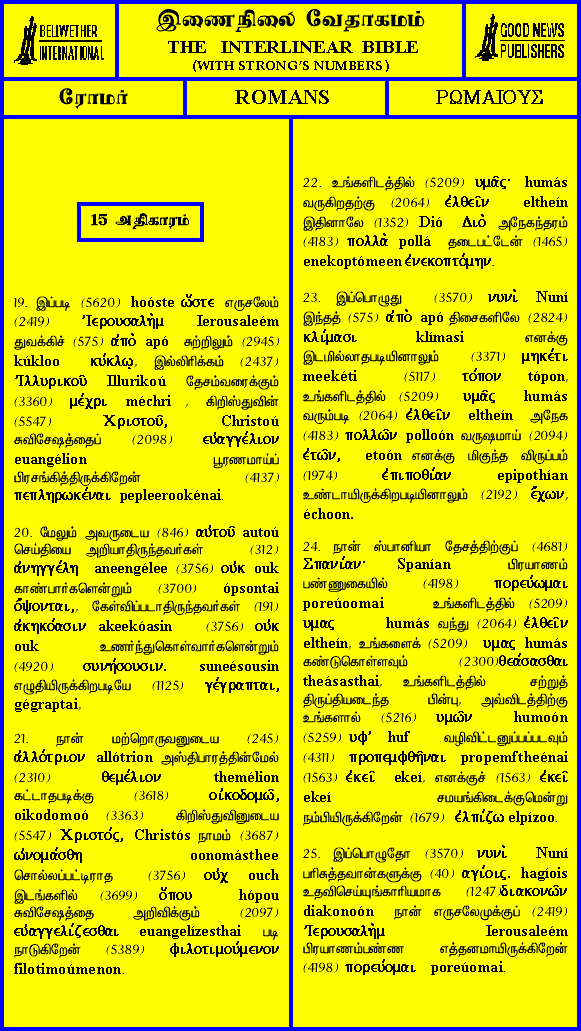 BELLWETHER
INTERNATIONAL
இணைநிலை வேதாகமம்
THE INTERLINEAR BIBLE
(WITH STRONG'S NUMBERS)
GOOD NEWS
PUBLISHERS
ரோமர்
ROMANS
ΡΩΜΑΙΟΥΣ
15 அதிகாரம்
19. இப்படி (5620) hoóste ὥστε எருசலேம்
(2419) Ἰερουσαλὴμ Ierousaleém
துவக்கிச் (575) ἀπὸ apó சுற்றிலும் (2945)
kúkloo κύκλῳ, இல்லிரிக்கம் (2437)
Ἰλλυρικοῦ Illurikoú தேசம்வரைக்கும்
(3360) μέχρι méchri , கிறிஸ்துவின்
(5547) Χριστοῦ, Christoú
சுவிசேஷத்தைப் (2098) εὐαγγέλιον
euangélion பூரணமாய்ப்
பிரசங்கித்திருக்கிறேன் (4137)
πεπληρωκέναι pepleerookénai.
20. மேலும் அவருடைய (846) αὐτοῦ autoú
செய்தியை அறியாதிருந்தவர்கள் (312)
ἀνηγγέλη aneengélee (3756) οὐκ ouk
காண்பார்களென்றும் (3700) ópsontai
ὄψονται,, கேள்விப்படாதிருந்தவர்கள் (191)
ἀκηκόασιν akeekóasin (3756) οὐκ
ouk உணர்ந்துகொள்வார்களென்றும்
(4920) συνήσουσιν. suneésousin
எழுதியிருக்கிறபடியே (1125) γέγραπται,
gégraptai,
21. நான் மற்றொருவனுடைய (245)
ἀλλότριον allótrion அஸ்திபாரத்தின்மேல்
(2310) θεμέλιον themélion
கட்டாதபடிக்கு (3618) οἰκοδομῶ,
oikodomoó (3363) கிறிஸ்துவினுடைய
(5547) Χριστός, Christós நாமம் (3687)
ὠνομάσθη oonomásthee
சொல்லப்பட்டிராத (3756) οὐχ ouch
இடங்களில் (3699) ὅπου hópou
சுவிசேஷத்தை அறிவிக்கும் (2097)
εὐαγγελίζεσθαι euangelízesthai படி
நாடுகிறேன் (5389) φιλοτιμούμενον
filotimoúmenon.
22. உங்களிடத்தில் (5209) υμᾶς· humás
வருகிறதற்கு (2064) ἐλθεῖν eltheín
இதினாலே (1352) Dió Διὸ அநேகந்தரம்
(4183) πολλὰ pollá தடைபட்டேன் (1465)
enekoptómeen ἐνεκοπτόμην.
23. இப்பொழுது (3570) νυνὶ Nuní
இந்தத் (575) ἀπὸ apó திசைகளிலே (2824)
κλίμασι klímasi எனக்கு
இடமில்லாதபடியினாலும் (3371) μηκέτι
meekéti (5117) τόπον tópon,
உங்களிடத்தில் (5209) υμᾶς humás
வரும்படி (2064) ἐλθεῖν eltheín அநேக
(4183) πολλῶν polloón வருஷமாய் (2094)
ἐτῶν, etoón எனக்கு மிகுந்த விருப்பம்
(1974) ἐπιποθίαν epipothían
உண்டாயிருக்கிறபடியினாலும் (2192) ἔχων,
échoon.
24. நான் ஸ்பானியா தேசத்திற்குப் (4681)
Σπανίαν· Spanían பிரயாணம்
பண்ணுகையில் (4198) πορεύωμαι
poreúoomai உங்களிடத்தில் (5209)
υμας humás வந்து (2064) ἐλθεῖν
eltheín, உங்களைக் (5209) υμας humás
கண்டுகொள்ளவும் (2300)θεάσασθαι
theásasthai, உங்களிடத்தில் சற்றுத்
திருப்தியடைந்த பின்பு, அவ்விடத்திற்கு
உங்களால் (5216) υμῶν humoón
(5259) υφ' huf வழிவிட்டனுப்பப்படவும்
(4311) προπεμφθῆναι propemftheénai
(1563) ἐκεῖ ekeí, எனக்குச் (1563) ἐκεῖ
ekeí சமயங்கிடைக்குமென்று
நம்பியிருக்கிறேன் (1679) ἐλπίζω elpízoo.
25. இப்பொழுதோ (3570) νυνὶ Nuní
பரிசுத்தவான்களுக்கு (40) αγίοις. hagíois
உதவிசெய்யுங்காரியமாக (1247)διακονῶν
diakonoón நான் எருசலேமுக்குப் (2419)
Ἰερουσαλὴμ Ierousaleém
பிரயாணம்பண்ண எத்தனமாயிருக்கிறேன்
(4198) πορεύομαι poreúomai.